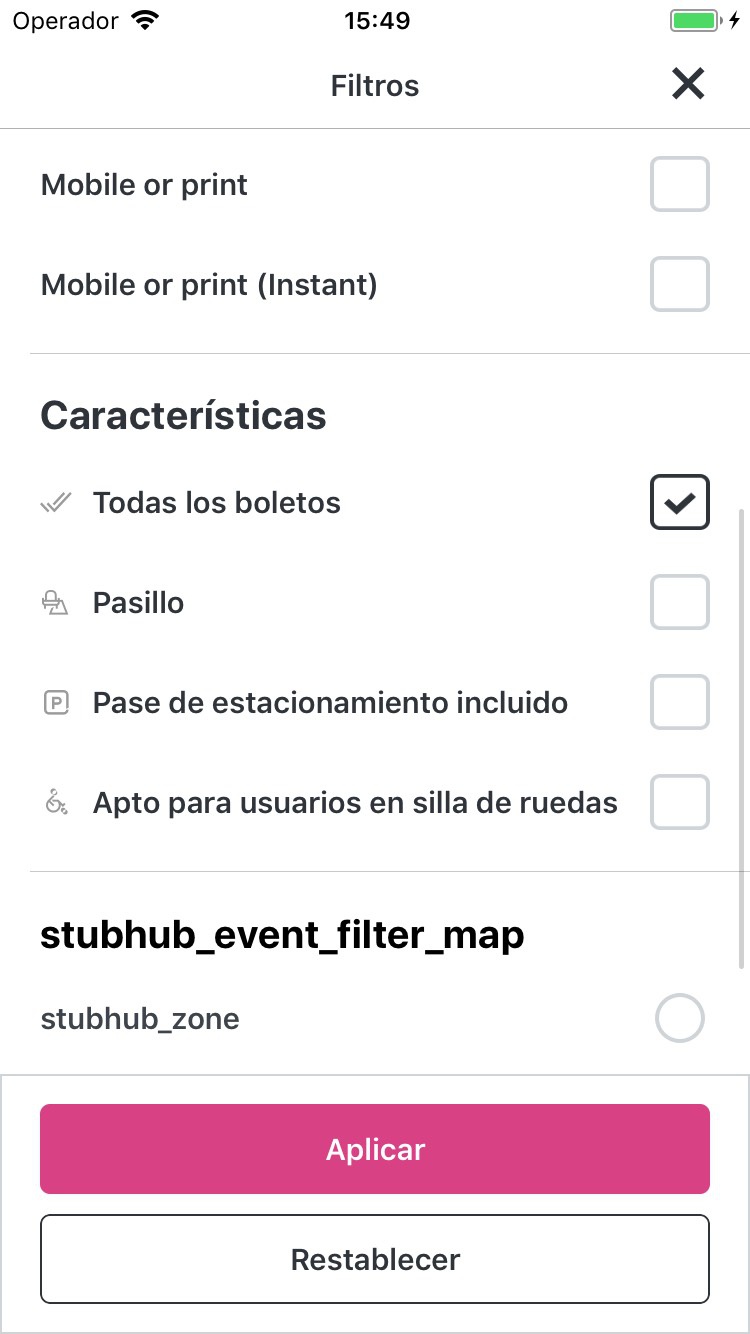 Operador 15:49
Filtros
Mobile or print
Mobile or print (Instant)
Características
Todas los boletos
Pasillo
P Pase de estacionamiento incluido
Apto para usuarios en silla de ruedas
stubhub_event_filter_map
stubhub_zone
Aplicar
Restablecer